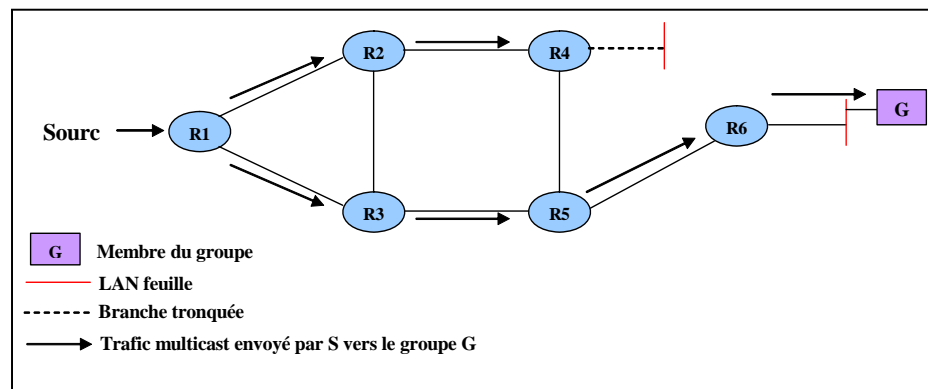 R2
R4
Sourc
R1
R6
G
R3
R5
G Membre du groupe
LAN feuille
Branche tronquée
Trafic multicast envoyé par S vers le groupe G